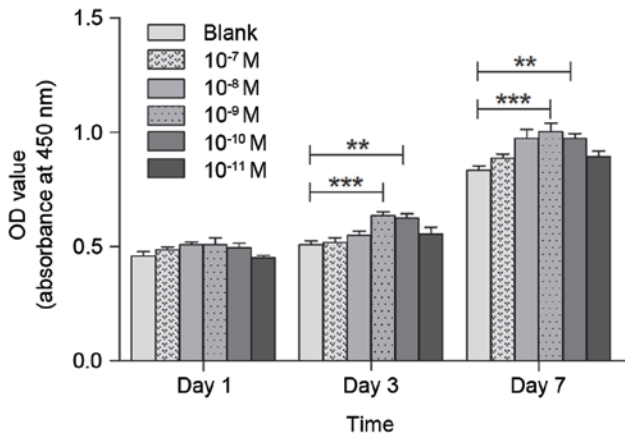 1.5
1.0
0.5
0.0
OD value
(absorbance at 450 nm)
Blank
10⁻⁷ M
10⁻⁸ M
10⁻⁹ M
10⁻¹⁰ M
10⁻¹¹ M
**
***
**
***
Day 1 Day 3 Day 7
Time